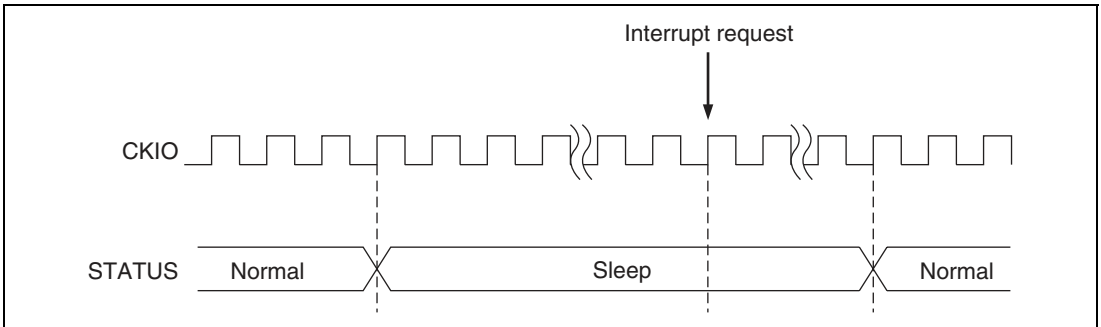 Interrupt request
CKIO
STATUS
Normal
Sleep
Normal